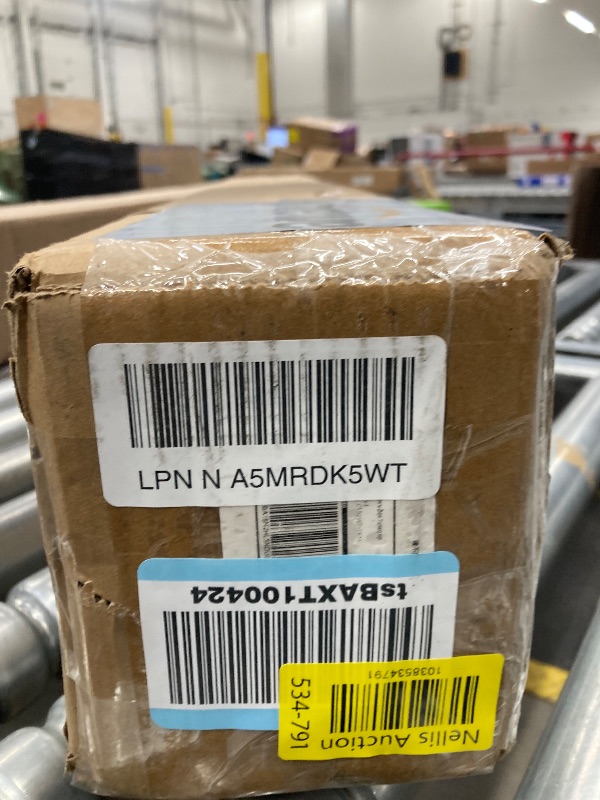 LPN N A5MRDK5WT
tsBAXT100424
1038534791
534-791
Nellis Auction